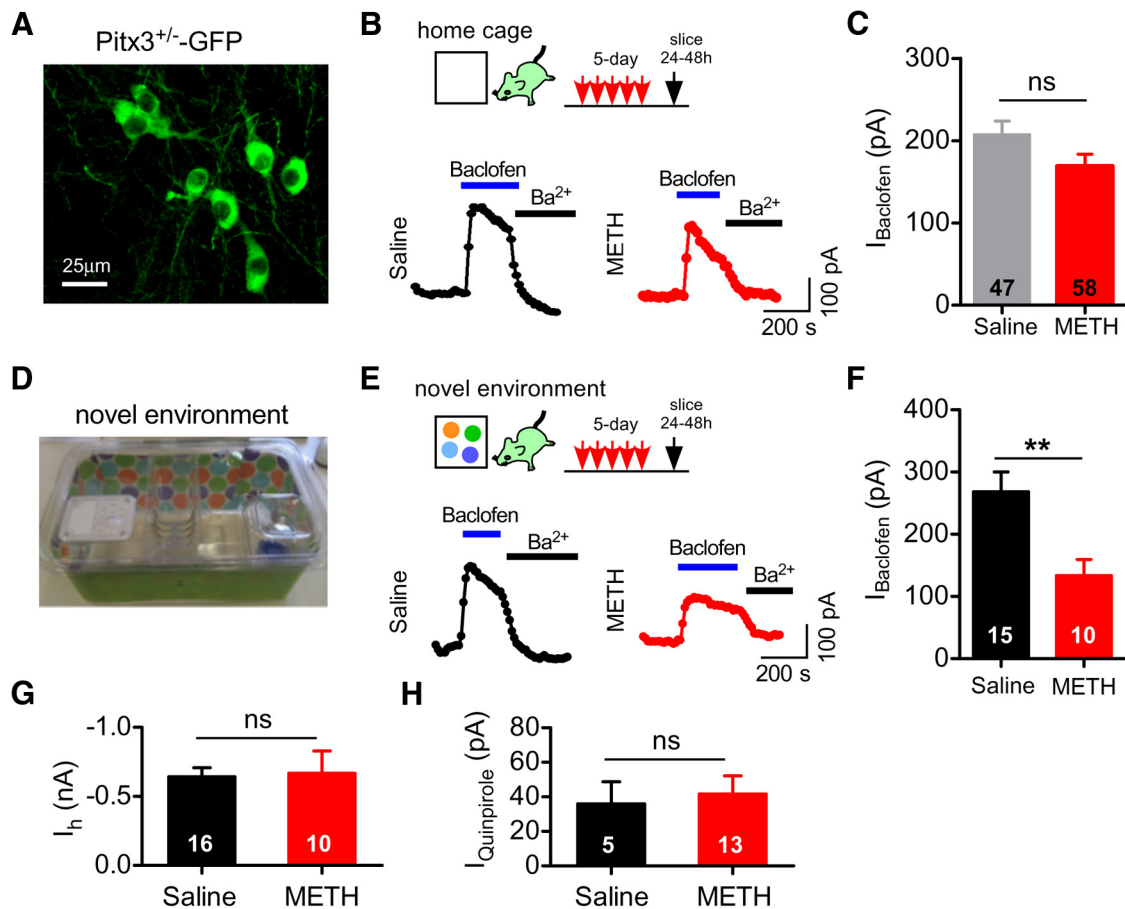 A
Pitx3+/--GFP
25μm
B
home cage
5-day
slice
24-48h
Saline
Baclofen
Ba2+
METH
Baclofen
Ba2+
100 pA
200 s
C
IBaclofen (pA)
300
200
100
0
ns
47
58
Saline
METH
D
novel environment
E
novel environment
5-day
slice
24-48h
Saline
Baclofen
Ba2+
METH
Baclofen
Ba2+
100 pA
200 s
F
IBaclofen (pA)
400
300
200
100
0
**
15
10
Saline
METH
G
Ih (nA)
-1.0
-0.5
0.0
ns
16
10
Saline
METH
H
IQuinpirole (pA)
80
60
40
20
0
ns
5
13
Saline
METH